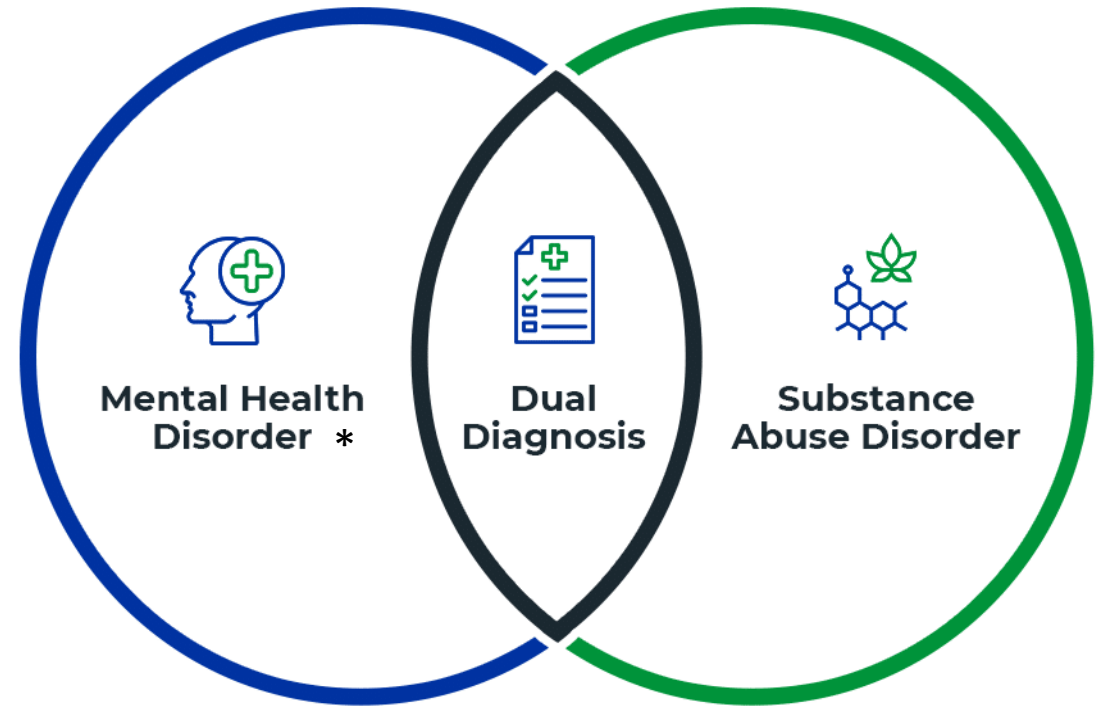 Mental Health
Disorder *
Dual
Diagnosis
Substance
Abuse Disorder